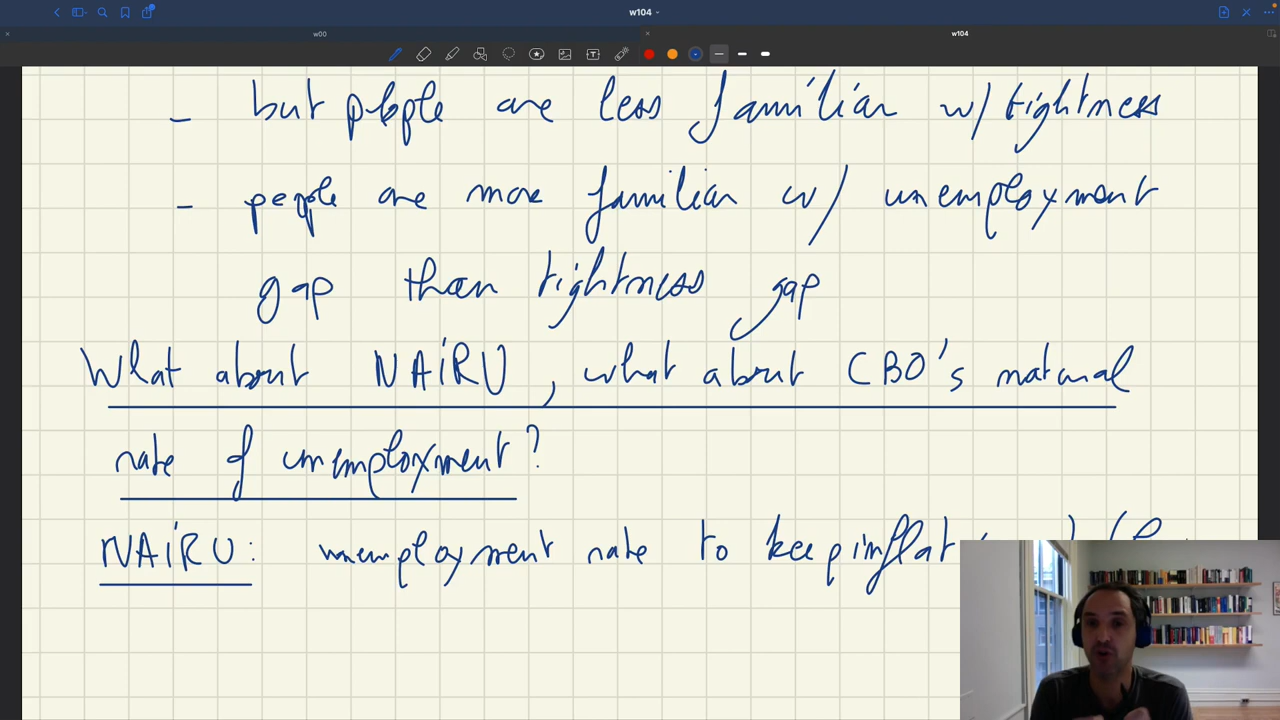 w104
w00
w104
- but people are less familiar w/ tightness
- people are more familiar w/ unemployment
gap than tightness gap
What about NAiRU, what about CBO's natural
rate of unemployment?
NAiRU: unemployment rate to keep inflat